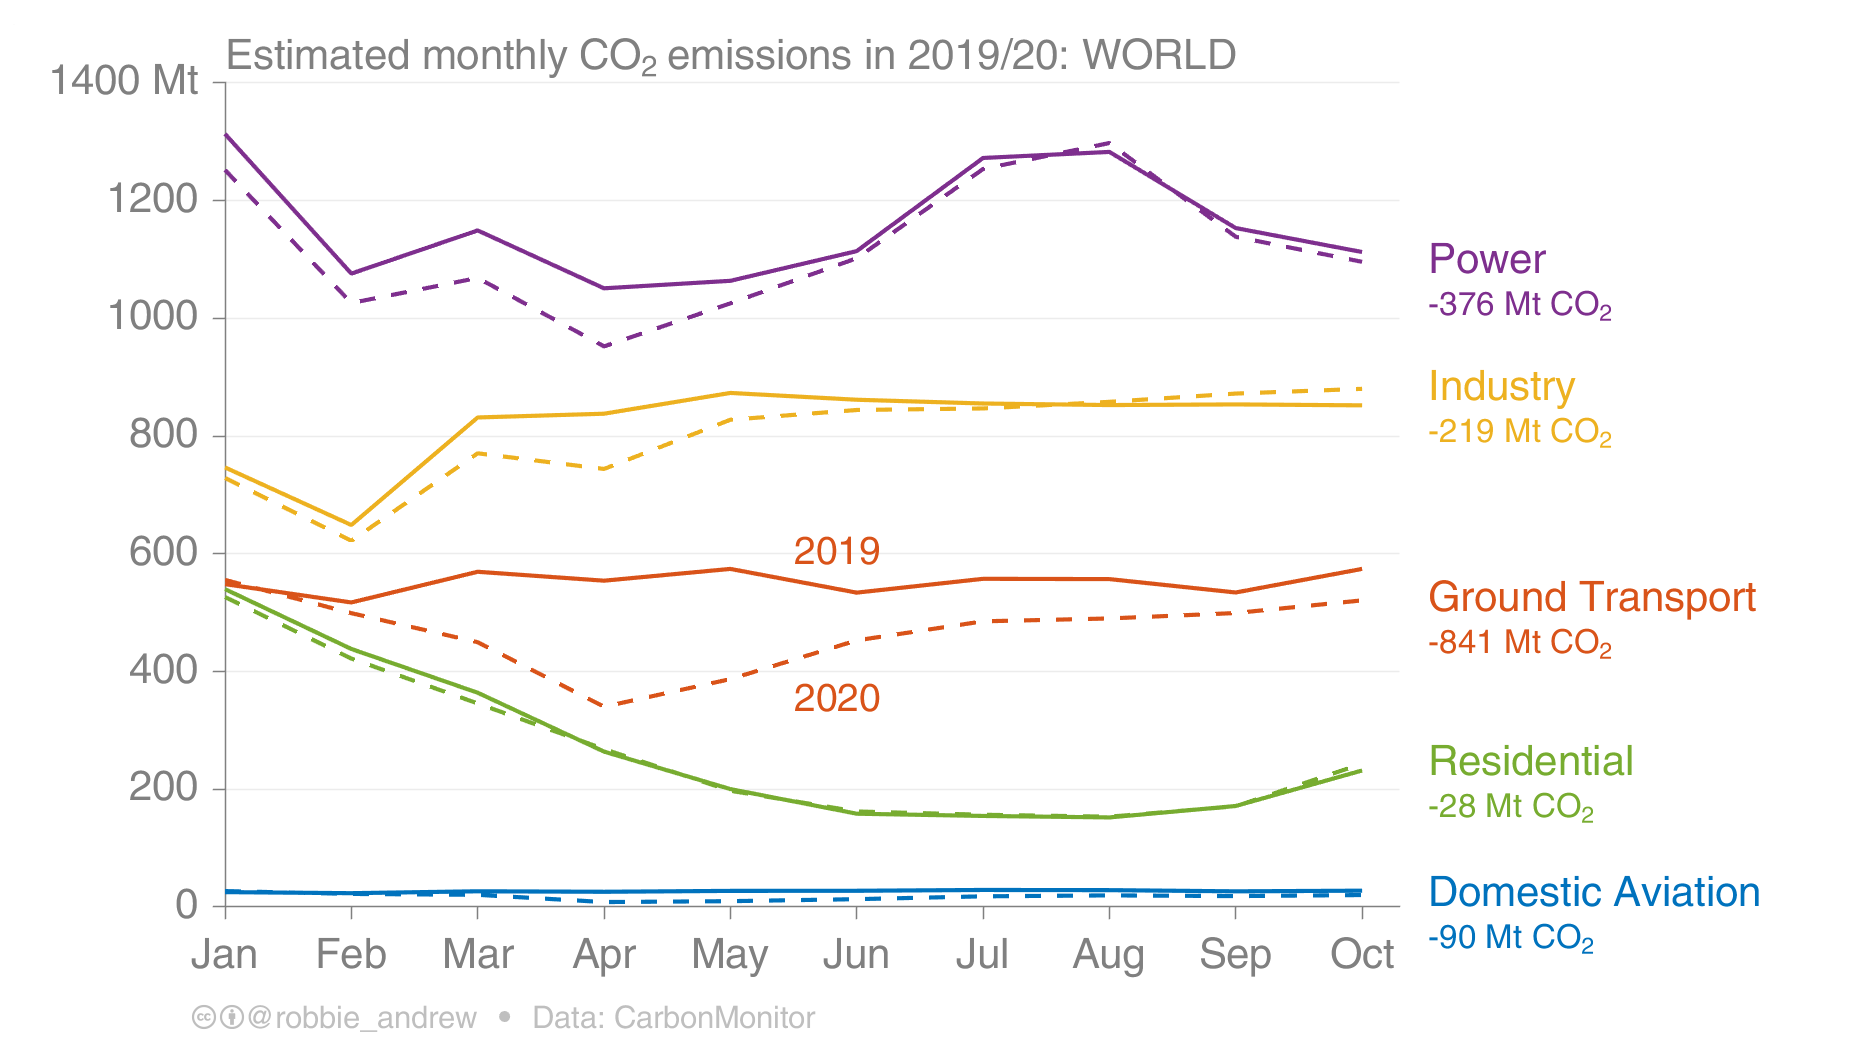 Estimated monthly CO₂ emissions in 2019/20: WORLD
1400 Mt
1200
1000
800
600
400
200
0
Jan Feb Mar Apr May Jun Jul Aug Sep Oct
2019
2020
Power
-376 Mt CO₂
Industry
-219 Mt CO₂
Ground Transport
-841 Mt CO₂
Residential
-28 Mt CO₂
Domestic Aviation
-90 Mt CO₂
cc @robbie_andrew • Data: CarbonMonitor